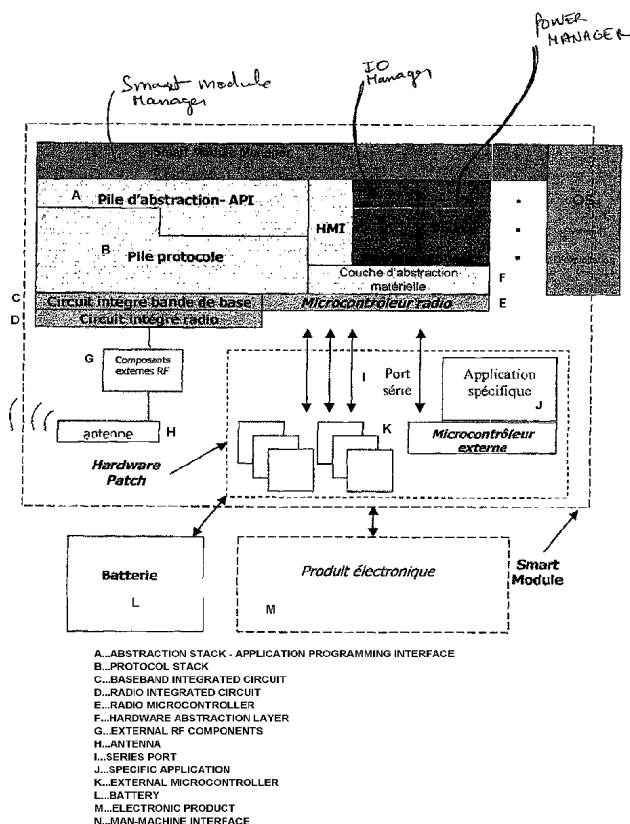 POWER
MANAGER
IO
Manager
Smart Module
Manager
A Pile d'abstraction- API
HMI
OS
B
Pile protocole
Couche d'abstraction
matérielle
F
C Circuit intégré bande de base
Microcontrôleur radio E
D Circuit intégré radio
G Composants
externes RF
I Port
série
Application
spécifique
J
antenne H
K
Microcontrôleur
externe
Hardware
Patch
Batterie
L
Produit électronique
M
Smart
Module
A...ABSTRACTION STACK - APPLICATION PROGRAMMING INTERFACE
B...PROTOCOL STACK
C...BASEBAND INTEGRATED CIRCUIT
D...RADIO INTEGRATED CIRCUIT
E...RADIO MICROCONTROLLER
F...HARDWARE ABSTRACTION LAYER
G...EXTERNAL RF COMPONENTS
H...ANTENNA
I...SERIES PORT
J...SPECIFIC APPLICATION
K...EXTERNAL MICROCONTROLLER
L...BATTERY
M...ELECTRONIC PRODUCT
N...MAN-MACHINE INTERFACE